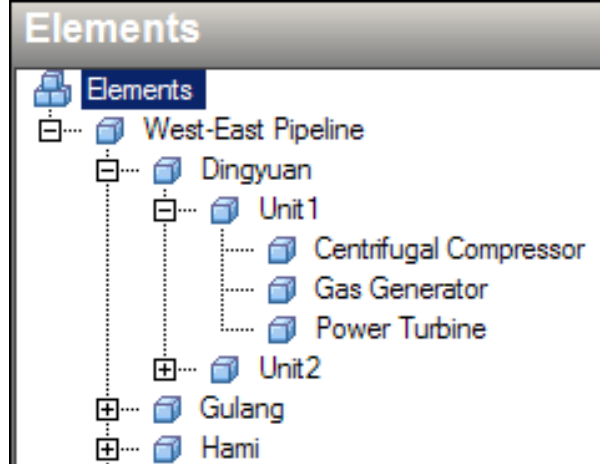 Elements
Elements
West-East Pipeline
Dingyuan
Unit1
Centrifugal Compressor
Gas Generator
Power Turbine
Unit2
Gulang
Hami